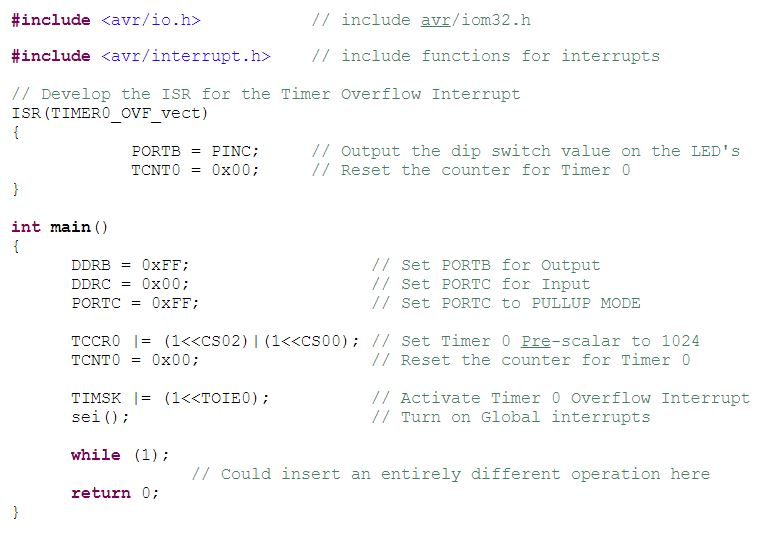 #include <avr/io.h> // include avr/iom32.h
#include <avr/interrupt.h> // include functions for interrupts
// Develop the ISR for the Timer Overflow Interrupt
ISR(TIMER0_OVF_vect)
{
PORTB = PINC; // Output the dip switch value on the LED's
TCNT0 = 0x00; // Reset the counter for Timer 0
}
int main()
{
DDRB = 0xFF; // Set PORTB for Output
DDRC = 0x00; // Set PORTC for Input
PORTC = 0xFF; // Set PORTC to PULLUP MODE
TCCR0 |= (1<<CS02)|(1<<CS00); // Set Timer 0 Pre-scalar to 1024
TCNT0 = 0x00; // Reset the counter for Timer 0
TIMSK |= (1<<TOIE0); // Activate Timer 0 Overflow Interrupt
sei(); // Turn on Global interrupts
while (1);
// Could insert an entirely different operation here
return 0;
}